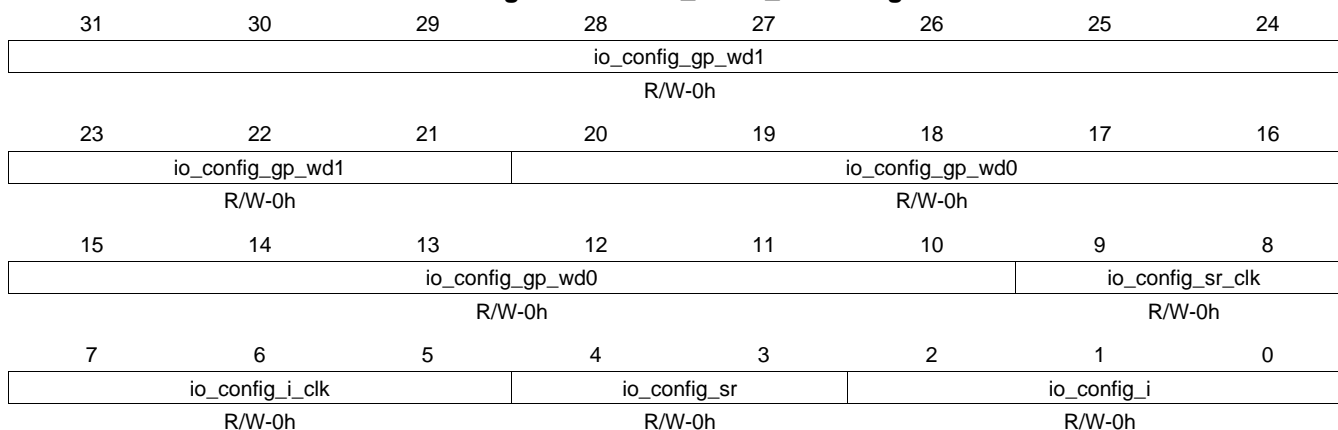 31 30 29 28 27 26 25 24
io_config_gp_wd1
R/W-0h
23 22 21 20 19 18 17 16
io_config_gp_wd1 io_config_gp_wd0
R/W-0h R/W-0h
15 14 13 12 11 10 9 8
io_config_gp_wd0 io_config_sr_clk
R/W-0h R/W-0h
7 6 5 4 3 2 1 0
io_config_i_clk io_config_sr io_config_i
R/W-0h R/W-0h R/W-0h